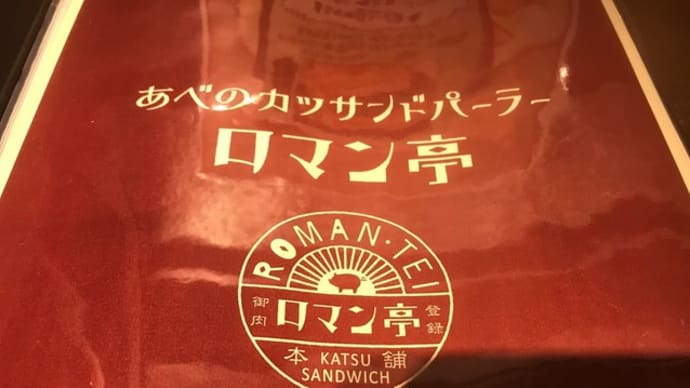 あべのカツサンドパーラー
ロマン亭
ROMAN・TEI
御肉 ロマン亭 登録
本 KATSU 舗
SANDWICH